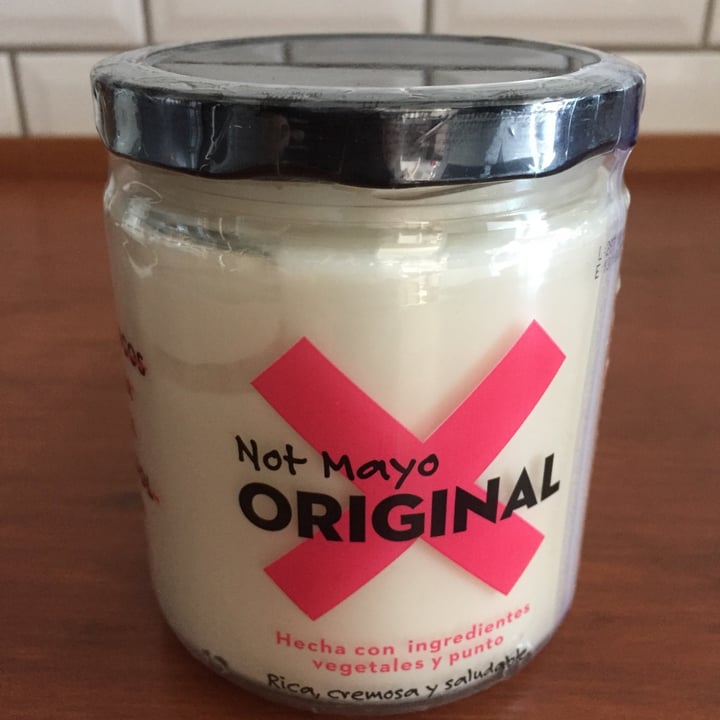 Not Mayo
ORIGINAL
Hecha con ingredientes
vegetales y punto
Rica, cremosa y saludable